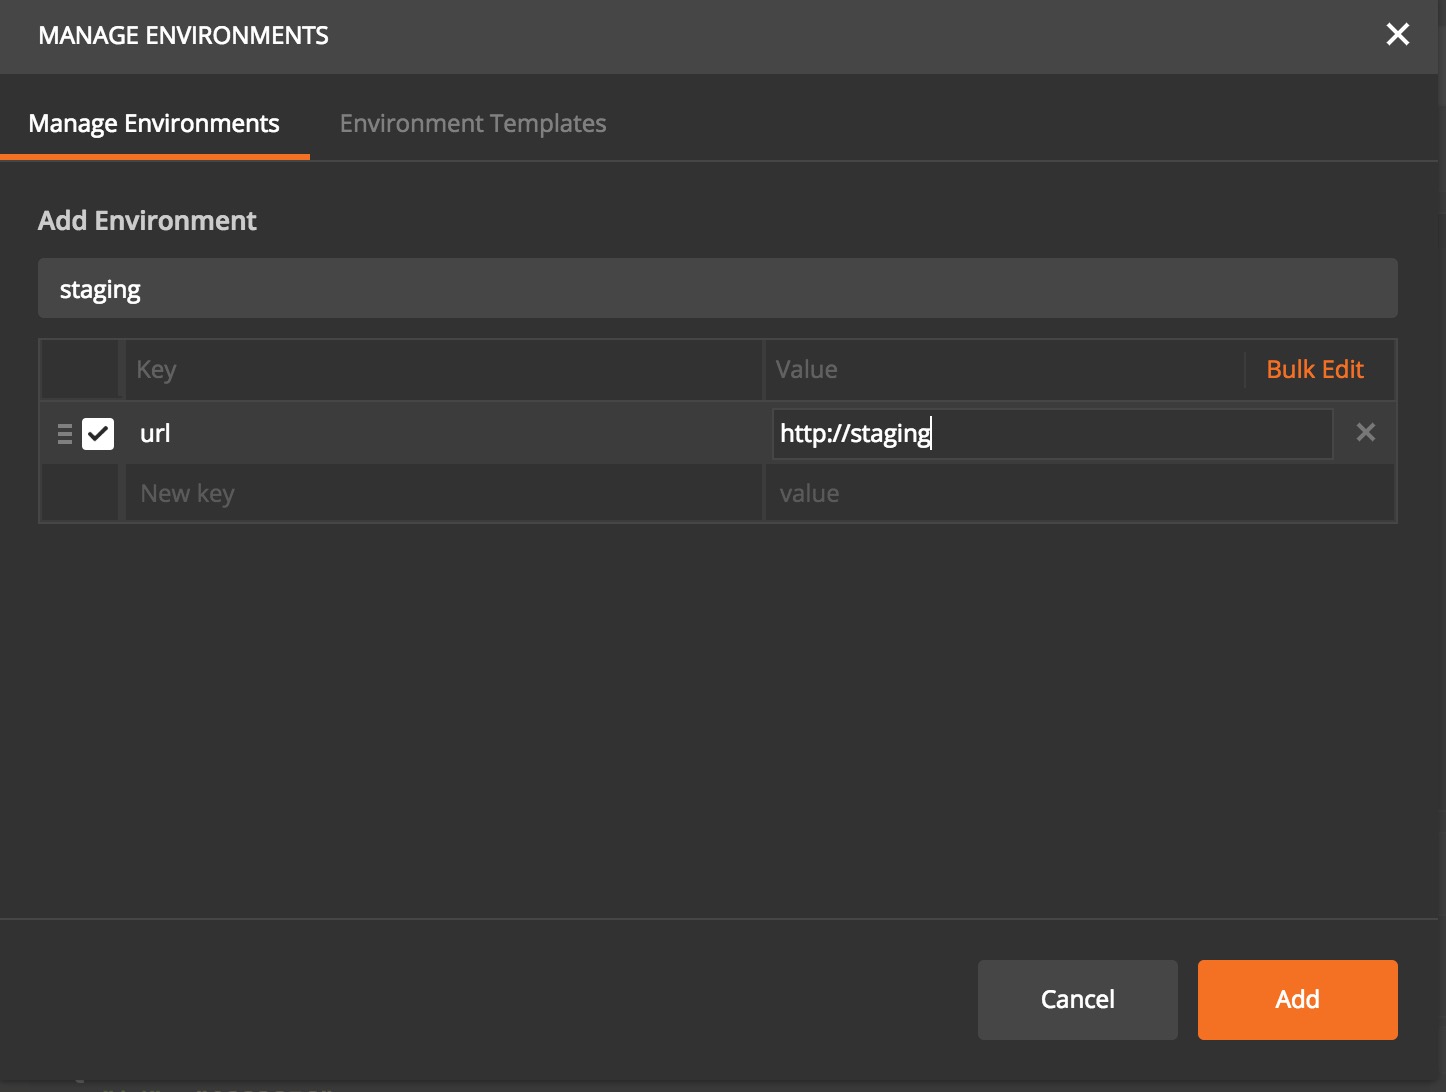 MANAGE ENVIRONMENTS
Manage Environments Environment Templates
Add Environment
staging
Key Value Bulk Edit
url http://staging
New key value
Cancel Add